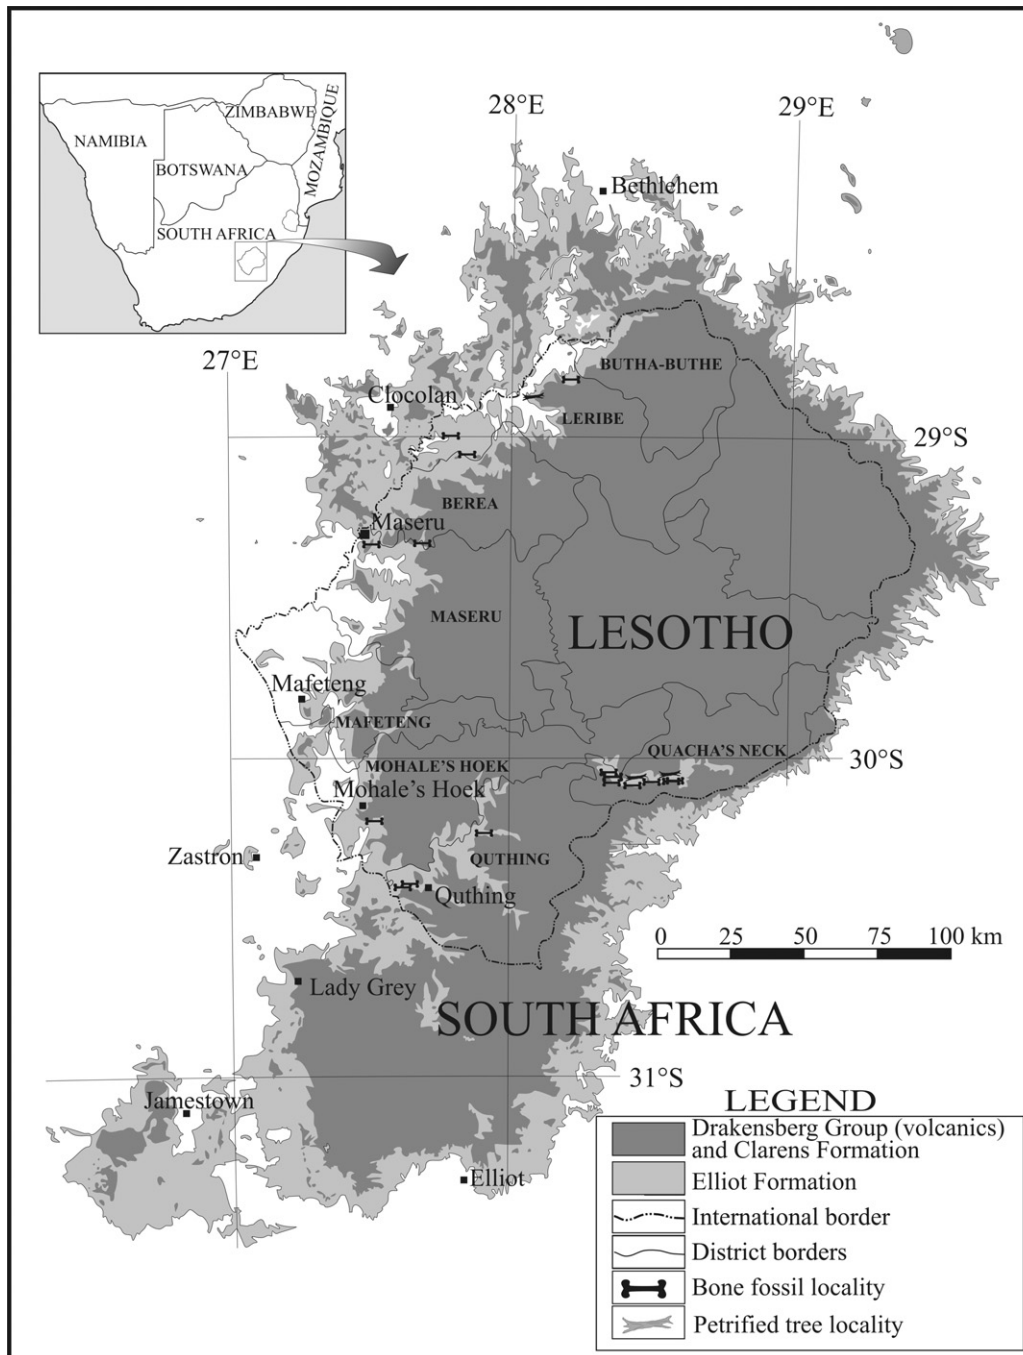 NAMIBIA
ZIMBABWE
MOZAMBIQUE
BOTSWANA
SOUTH AFRICA
28°E
29°E
Bethlehem
27°E
BUTHA-BUTHE
Clocolan
LERIBE
29°S
BEREA
Maseru
MASERU
LESOTHO
Mafeteng
MAFETENG
QUACHA'S NECK
30°S
MOHALE'S HOEK
Mohale's Hoek
Zastron
QUTHING
Quthing
0 25 50 75 100 km
Lady Grey
SOUTH AFRICA
31°S
Jamestown
Elliot
LEGEND
Drakensberg Group (volcanics)
and Clarens Formation
Elliot Formation
International border
District borders
Bone fossil locality
Petrified tree locality